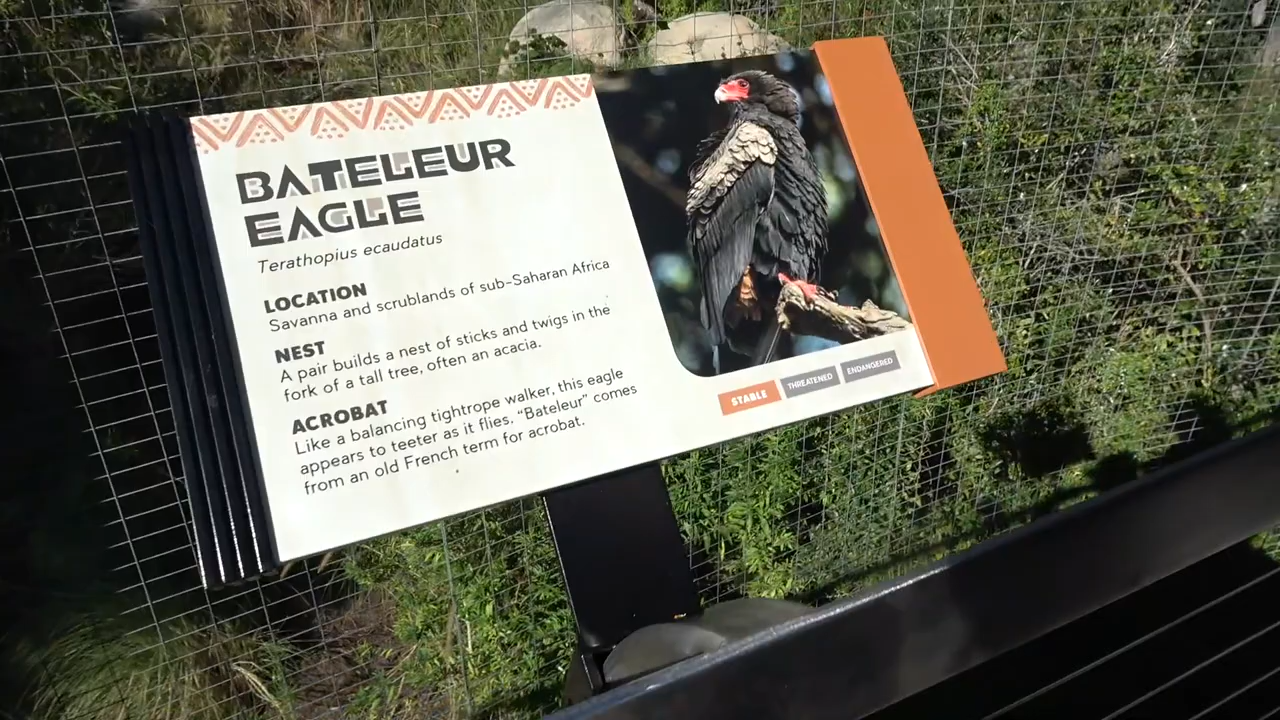 BATELEUR
EAGLE
Terathopius ecaudatus
LOCATION
Savanna and scrublands of sub-Saharan Africa
NEST
A pair builds a nest of sticks and twigs in the
fork of a tall tree, often an acacia.
ACROBAT
Like a balancing tightrope walker, this eagle
appears to teeter as it flies. "Bateleur" comes
from an old French term for acrobat.
STABLE THREATENED ENDANGERED